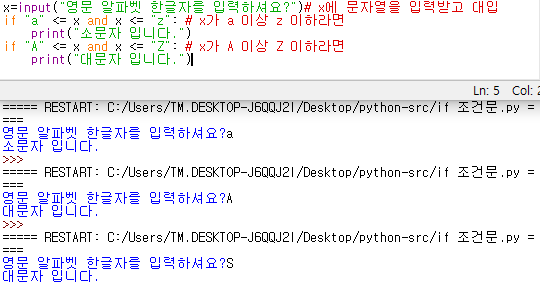 x=input("영문 알파벳 한글자를 입력하셔요?")# x에 문자열을 입력받고 대입
if "a" <= x and x <= "z": # x가 a 이상 z 이하라면
    print("소문자 입니다.")
if "A" <= x and x <= "Z": # x가 A 이상 Z 이하라면
    print("대문자 입니다.")
Ln: 5 Col: 2
===== RESTART: C:/Users/TM.DESKTOP-J6QQJ2I/Desktop/python-src/if 조건문.py =
===
영문 알파벳 한글자를 입력하셔요?a
소문자 입니다.
>>>
===== RESTART: C:/Users/TM.DESKTOP-J6QQJ2I/Desktop/python-src/if 조건문.py =
===
영문 알파벳 한글자를 입력하셔요?A
대문자 입니다.
>>>
===== RESTART: C:/Users/TM.DESKTOP-J6QQJ2I/Desktop/python-src/if 조건문.py =
===
영문 알파벳 한글자를 입력하셔요?S
대문자 입니다.